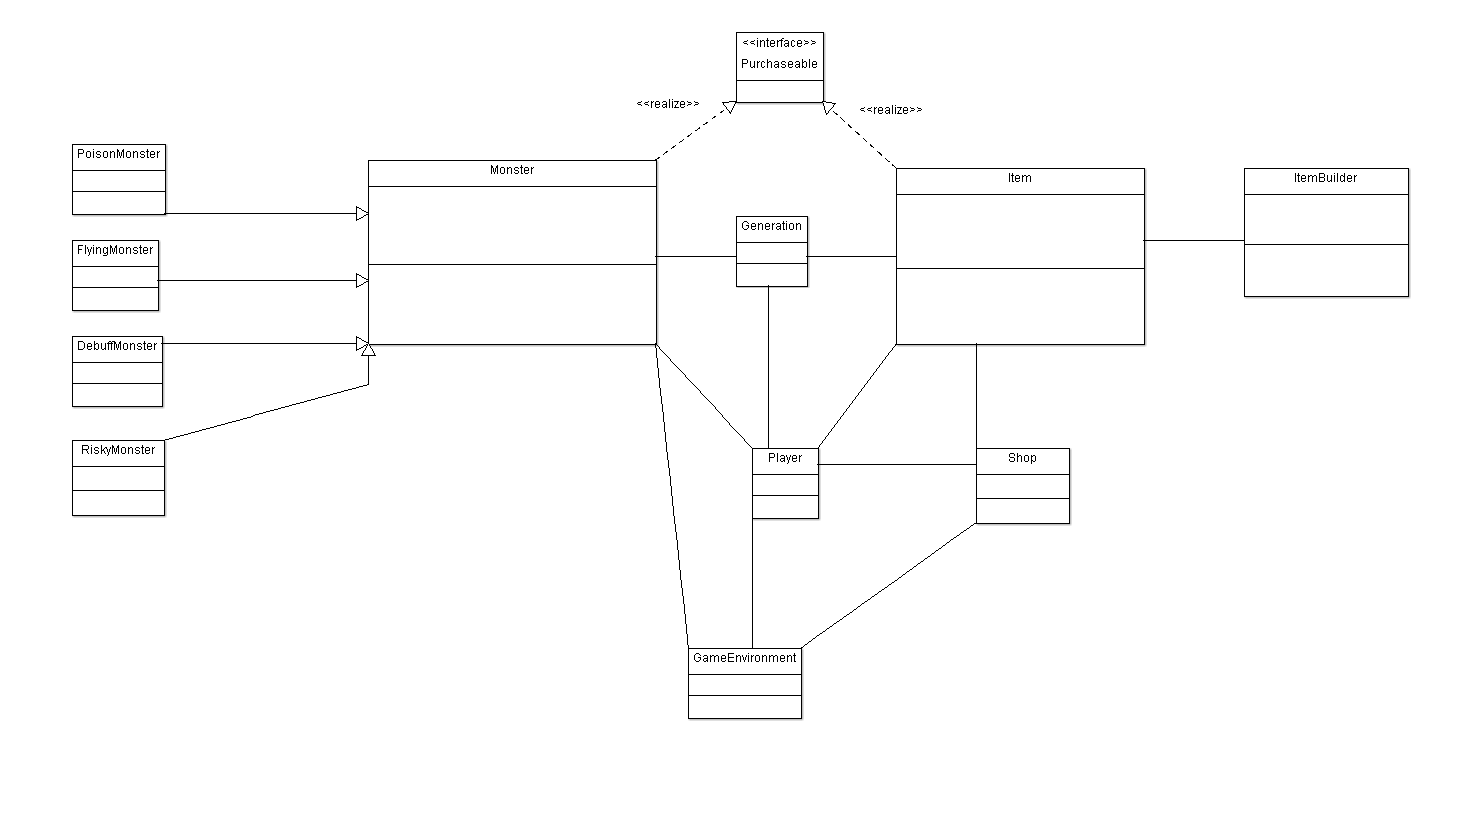 <<interface>>
Purchaseable
<<realize>>
<<realize>>
PoisonMonster
Monster
Item
ItemBuilder
Generation
FlyingMonster
DebuffMonster
RiskyMonster
Player
Shop
GameEnvironment